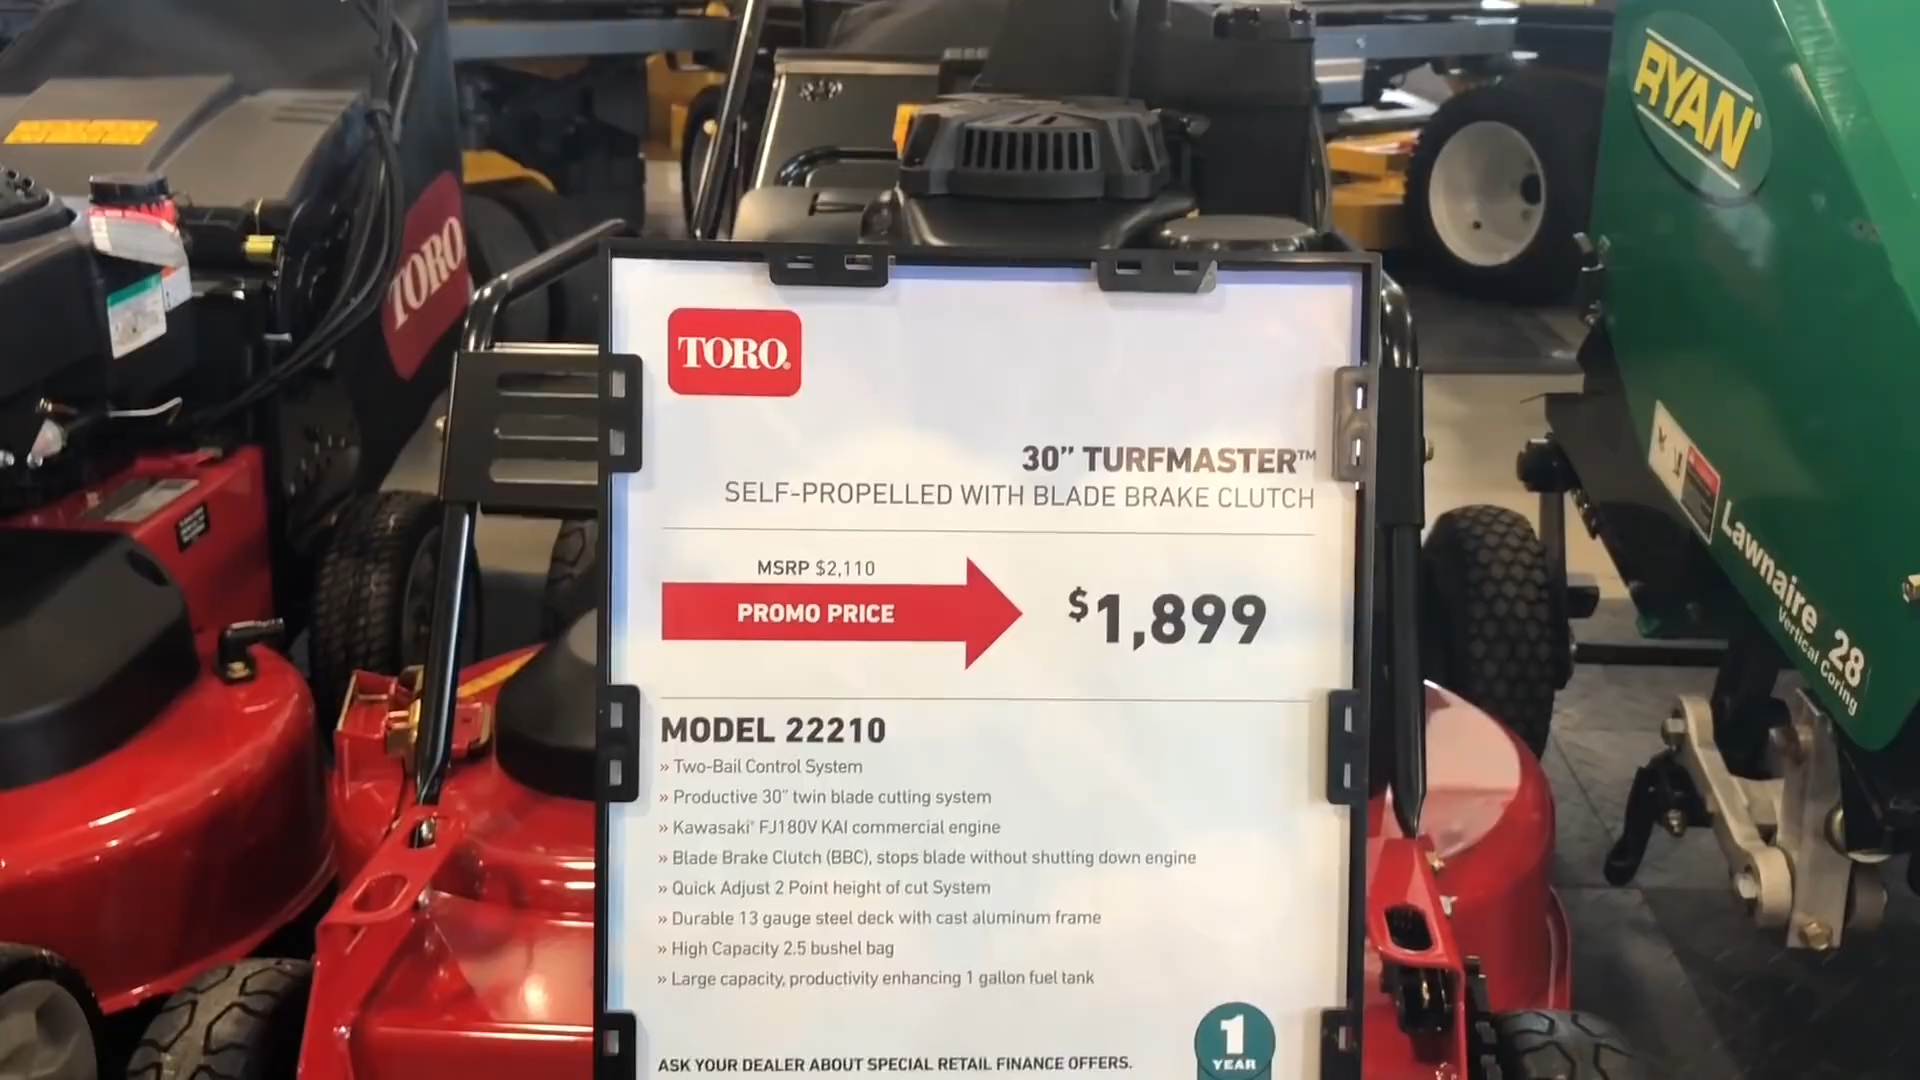 TORO
TORO
30” TURFMASTER™
SELF-PROPELLED WITH BLADE BRAKE CLUTCH
MSRP $2,110
PROMO PRICE
$1,899
MODEL 22210
» Two-Bail Control System
» Productive 30” twin blade cutting system
» Kawasaki® FJ180V KAI commercial engine
» Blade Brake Clutch (BBC), stops blade without shutting down engine
» Quick Adjust 2 Point height of cut System
» Durable 13 gauge steel deck with cast aluminum frame
» High Capacity 2.5 bushel bag
» Large capacity, productivity enhancing 1 gallon fuel tank
ASK YOUR DEALER ABOUT SPECIAL RETAIL FINANCE OFFERS.
1
YEAR
RYAN®
Lawnaire 28
Vertical Coring